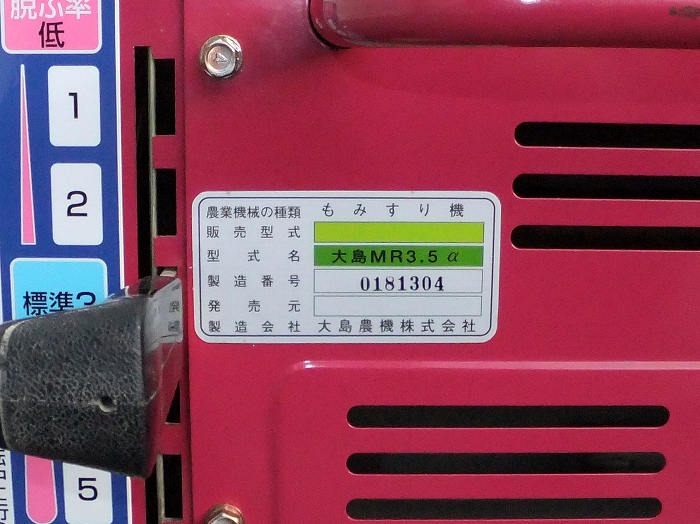 脱ぷ率
低
1
2
標準3
5
農業機械の種類 もみすり機
販売型式
型式名 大島MR3.5α
製造番号 0181304
発売元
製造会社 大島農機株式会社